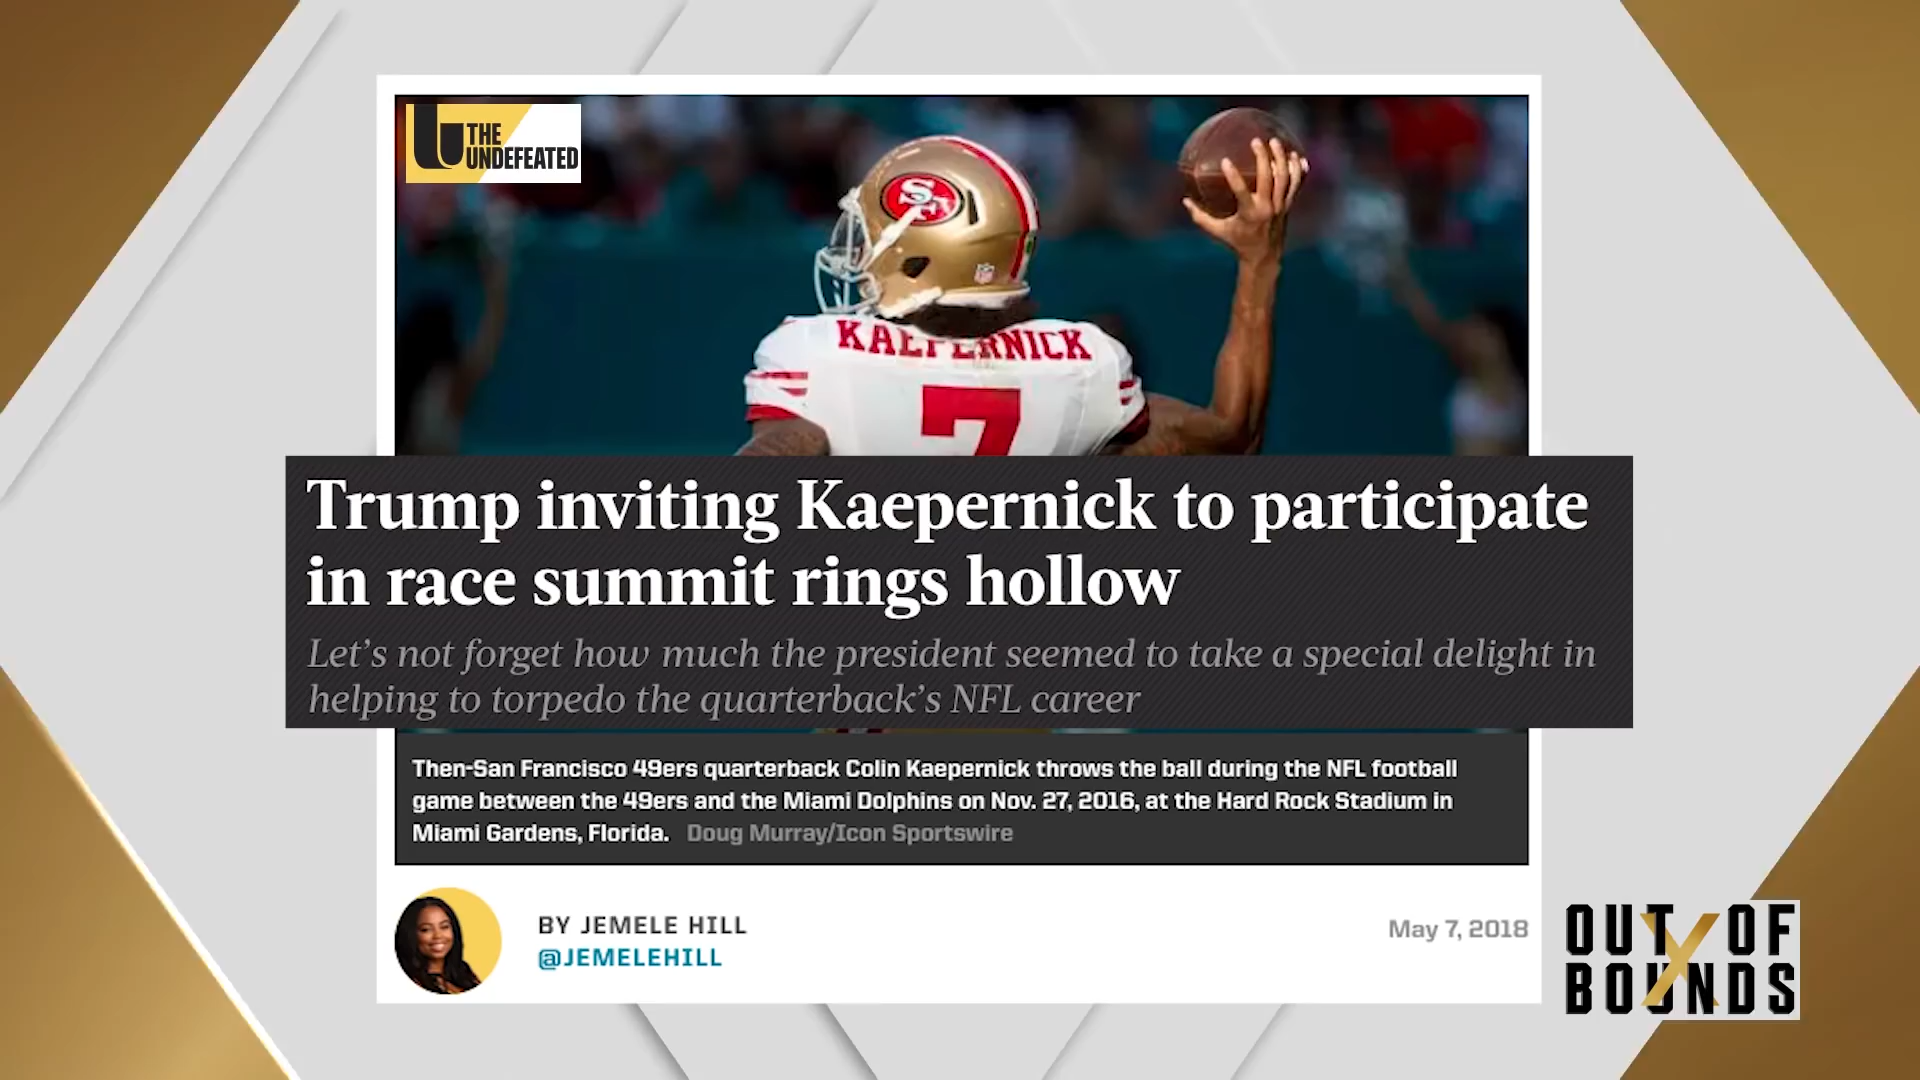 THE
UNDEFEATED
SF
KAEPERNICK
7
Trump inviting Kaepernick to participate
in race summit rings hollow
Let's not forget how much the president seemed to take a special delight in
helping to torpedo the quarterback's NFL career
Then-San Francisco 49ers quarterback Colin Kaepernick throws the ball during the NFL football
game between the 49ers and the Miami Dolphins on Nov. 27, 2016, at the Hard Rock Stadium in
Miami Gardens, Florida. Doug Murray/Icon Sportswire
BY JEMELE HILL
@JEMELEHILL
May 7, 2018
OUT OF
BOUNDS